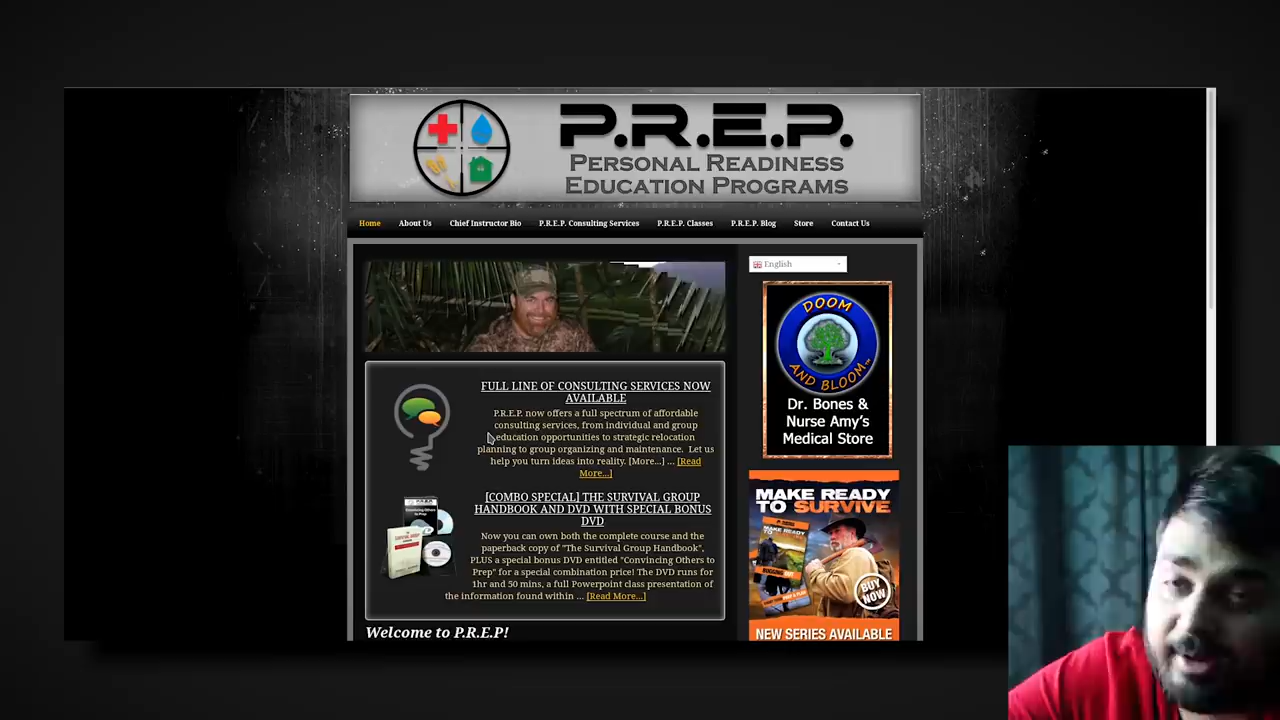 P.R.E.P.
Personal Readiness
Education Programs
Home
About Us
Chief Instructor Bio
P.R.E.P. Consulting Services
P.R.E.P. Classes
P.R.E.P. Blog
Store
Contact Us
FULL LINE OF CONSULTING SERVICES NOW
AVAILABLE
P.R.E.P. now offers a full spectrum of affordable
consulting services, from individual and group
education opportunities to strategic relocation
planning to group organizing and maintenance. Let us
help you turn ideas into reality. [More...] ... [Read
More...]
[COMBO SPECIAL] THE SURVIVAL GROUP
HANDBOOK AND DVD WITH SPECIAL BONUS
DVD
Now you can own both the complete course and the
paperback copy of "The Survival Group Handbook",
PLUS a special bonus DVD entitled "Convincing Others to
Prep" for a special combination price! The DVD runs for
1hr and 50 mins, a full Powerpoint class presentation of
the information found within ... [Read More...]
Welcome to P.R.E.P!
English
DOOM
AND BLOOM™
Dr. Bones &
Nurse Amy's
Medical Store
MAKE READY
TO SURVIVE
BUY
NOW
NEW SERIES AVAILABLE